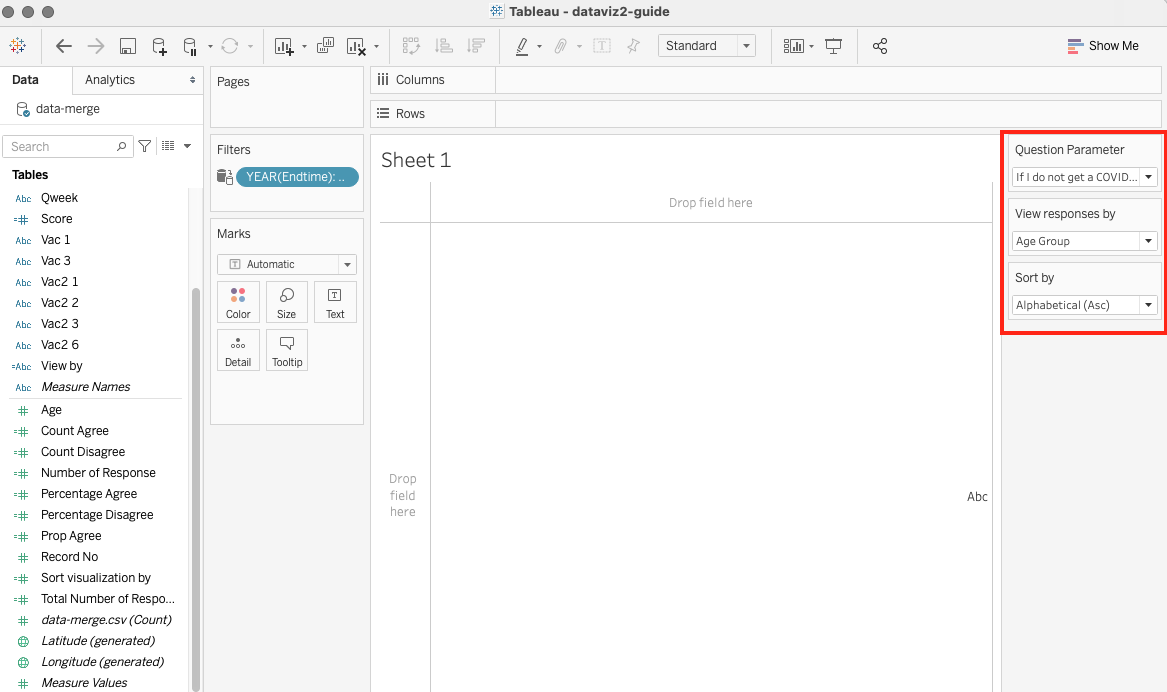 Tableau - dataviz2-guide
Standard
Show Me
Data
Analytics
data-merge
Search
Tables
Abc Qweek
Score
Abc Vac 1
Abc Vac 3
Abc Vac2 1
Abc Vac2 2
Abc Vac2 3
Abc Vac2 6
=Abc View by
Abc Measure Names
Age
Count Agree
Count Disagree
Number of Response
Percentage Agree
Percentage Disagree
Prop Agree
Record No
Sort visualization by
Total Number of Respo...
data-merge.csv (Count)
Latitude (generated)
Longitude (generated)
Measure Values
Pages
Filters
YEAR(Endtime): ..
Marks
Automatic
Color
Size
Text
Detail
Tooltip
Columns
Rows
Sheet 1
Drop field here
Drop
field
here
Abc
Question Parameter
If I do not get a COVID...
View responses by
Age Group
Sort by
Alphabetical (Asc)